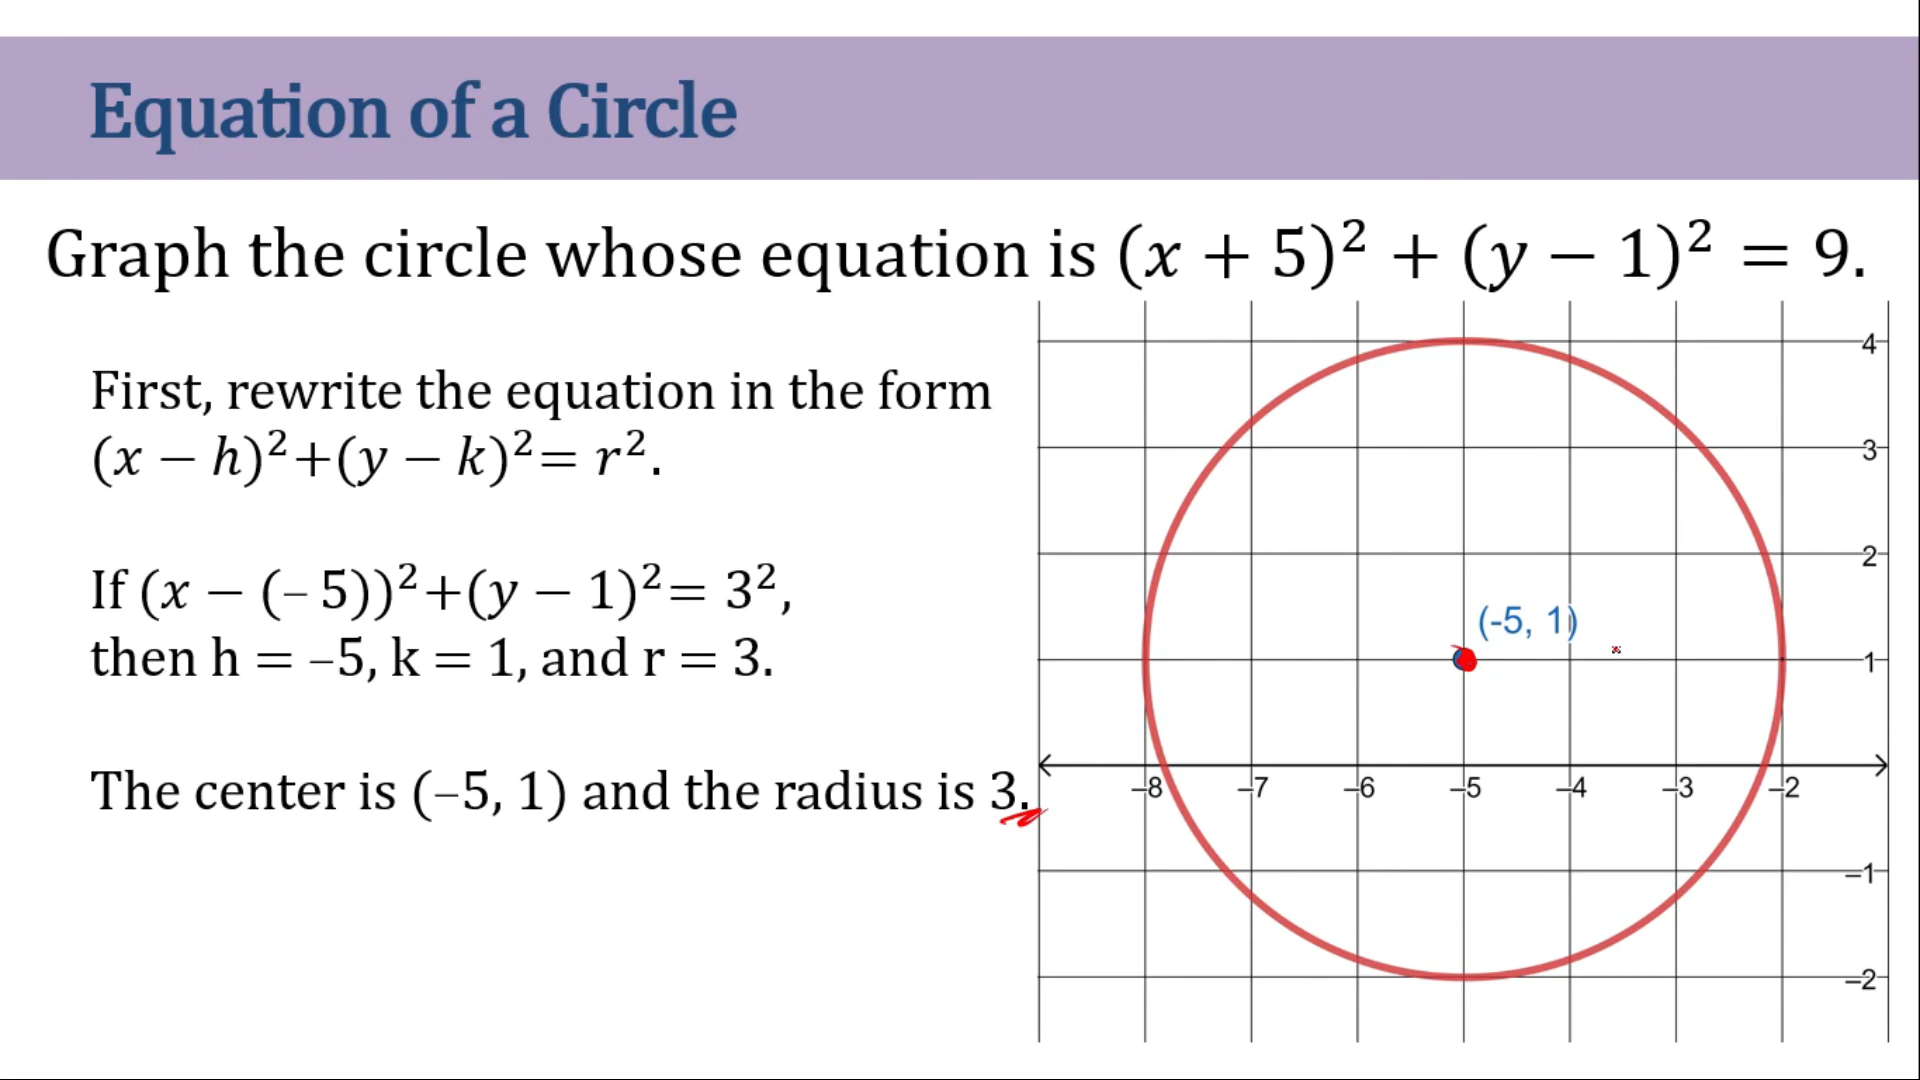 Equation of a Circle
Graph the circle whose equation is (x + 5)² + (y − 1)² = 9.
First, rewrite the equation in the form
(x − h)²+(y − k)²= r².
If (x − (– 5))²+(y − 1)²= 3²,
then h = –5, k = 1, and r = 3.
The center is (–5, 1) and the radius is 3.
4
3
2
(-5, 1)
1
–8 –7 –6 –5 –4 –3 –2
–1
–2